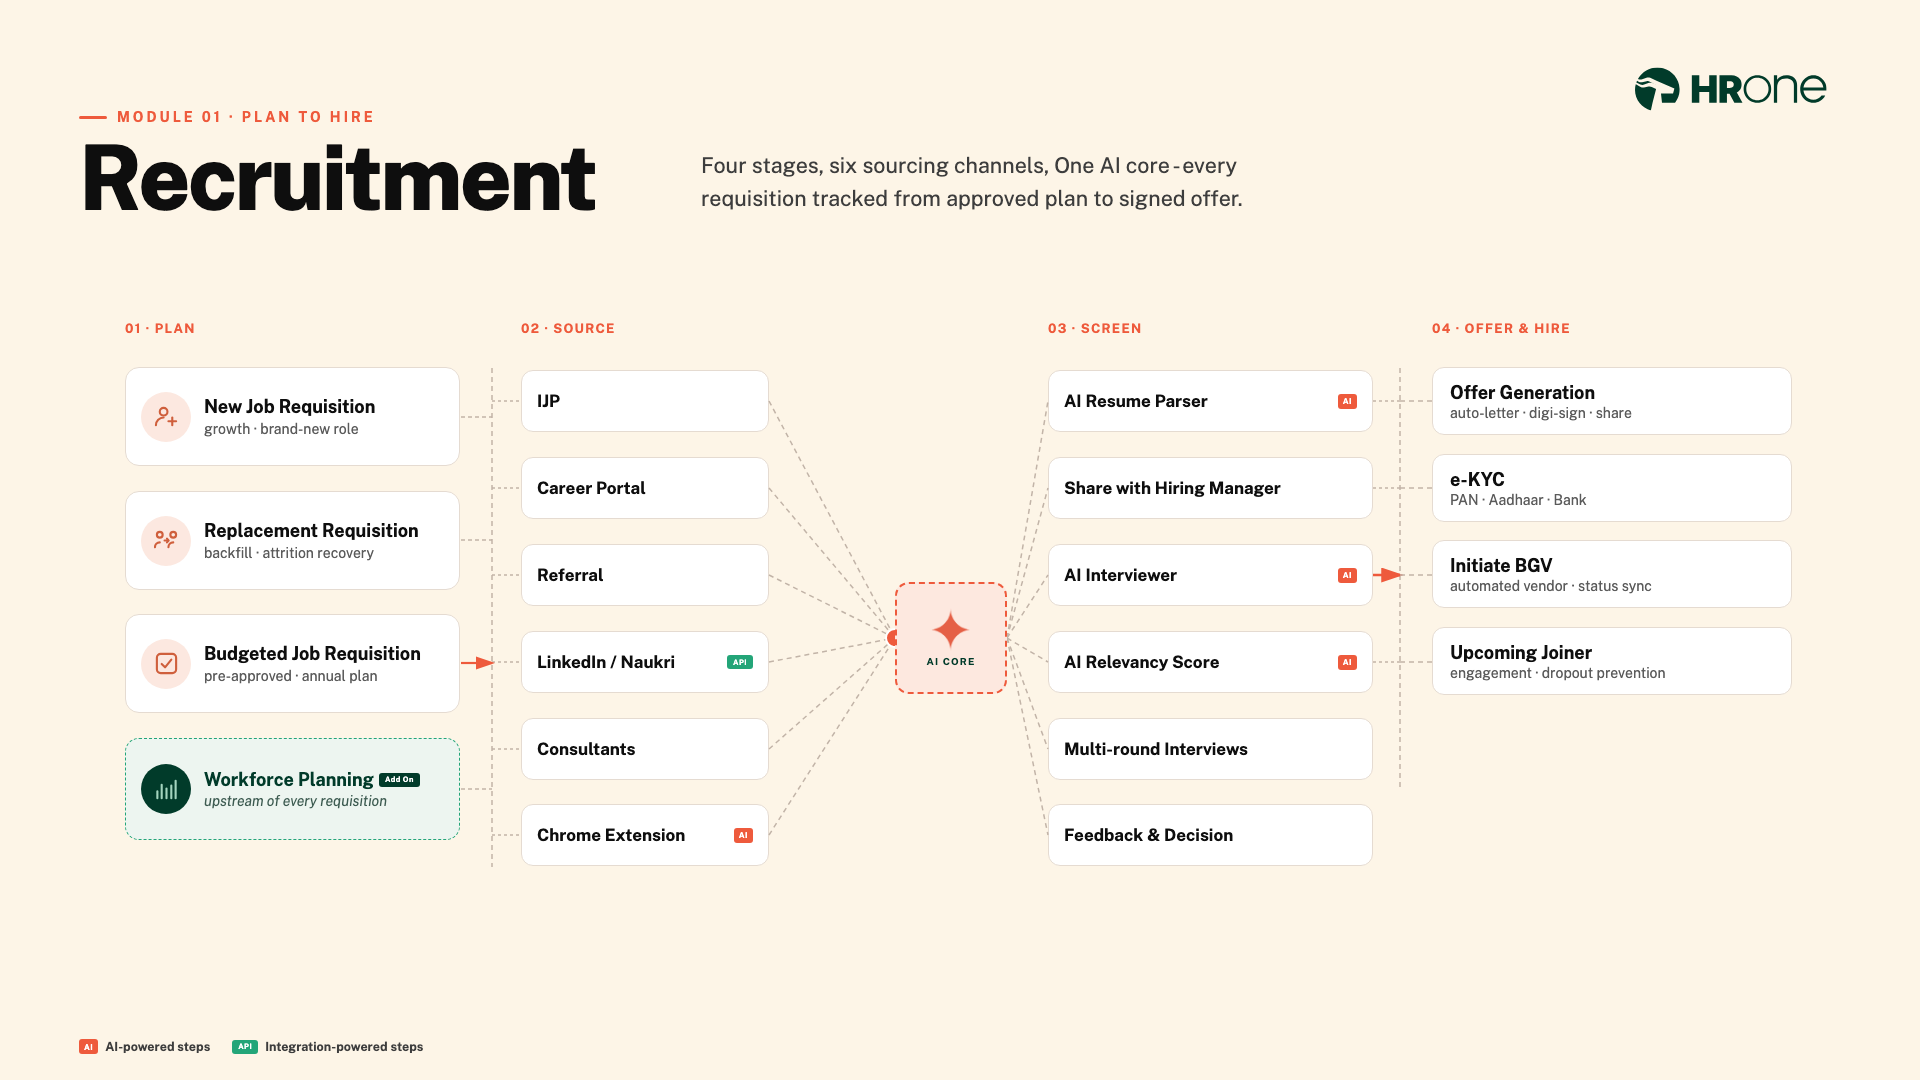 HRone
MODULE 01 · PLAN TO HIRE
Recruitment
Four stages, six sourcing channels, One AI core - every
requisition tracked from approved plan to signed offer.
01 · PLAN
New Job Requisition
growth · brand-new role
Replacement Requisition
backfill · attrition recovery
Budgeted Job Requisition
pre-approved · annual plan
Workforce Planning Add On
upstream of every requisition
02 · SOURCE
IJP
Career Portal
Referral
LinkedIn / Naukri API
Consultants
Chrome Extension AI
AI CORE
03 · SCREEN
AI Resume Parser AI
Share with Hiring Manager
AI Interviewer AI
AI Relevancy Score AI
Multi-round Interviews
Feedback & Decision
04 · OFFER & HIRE
Offer Generation
auto-letter · digi-sign · share
e-KYC
PAN · Aadhaar · Bank
Initiate BGV
automated vendor · status sync
Upcoming Joiner
engagement · dropout prevention
AI AI-powered steps
API Integration-powered steps